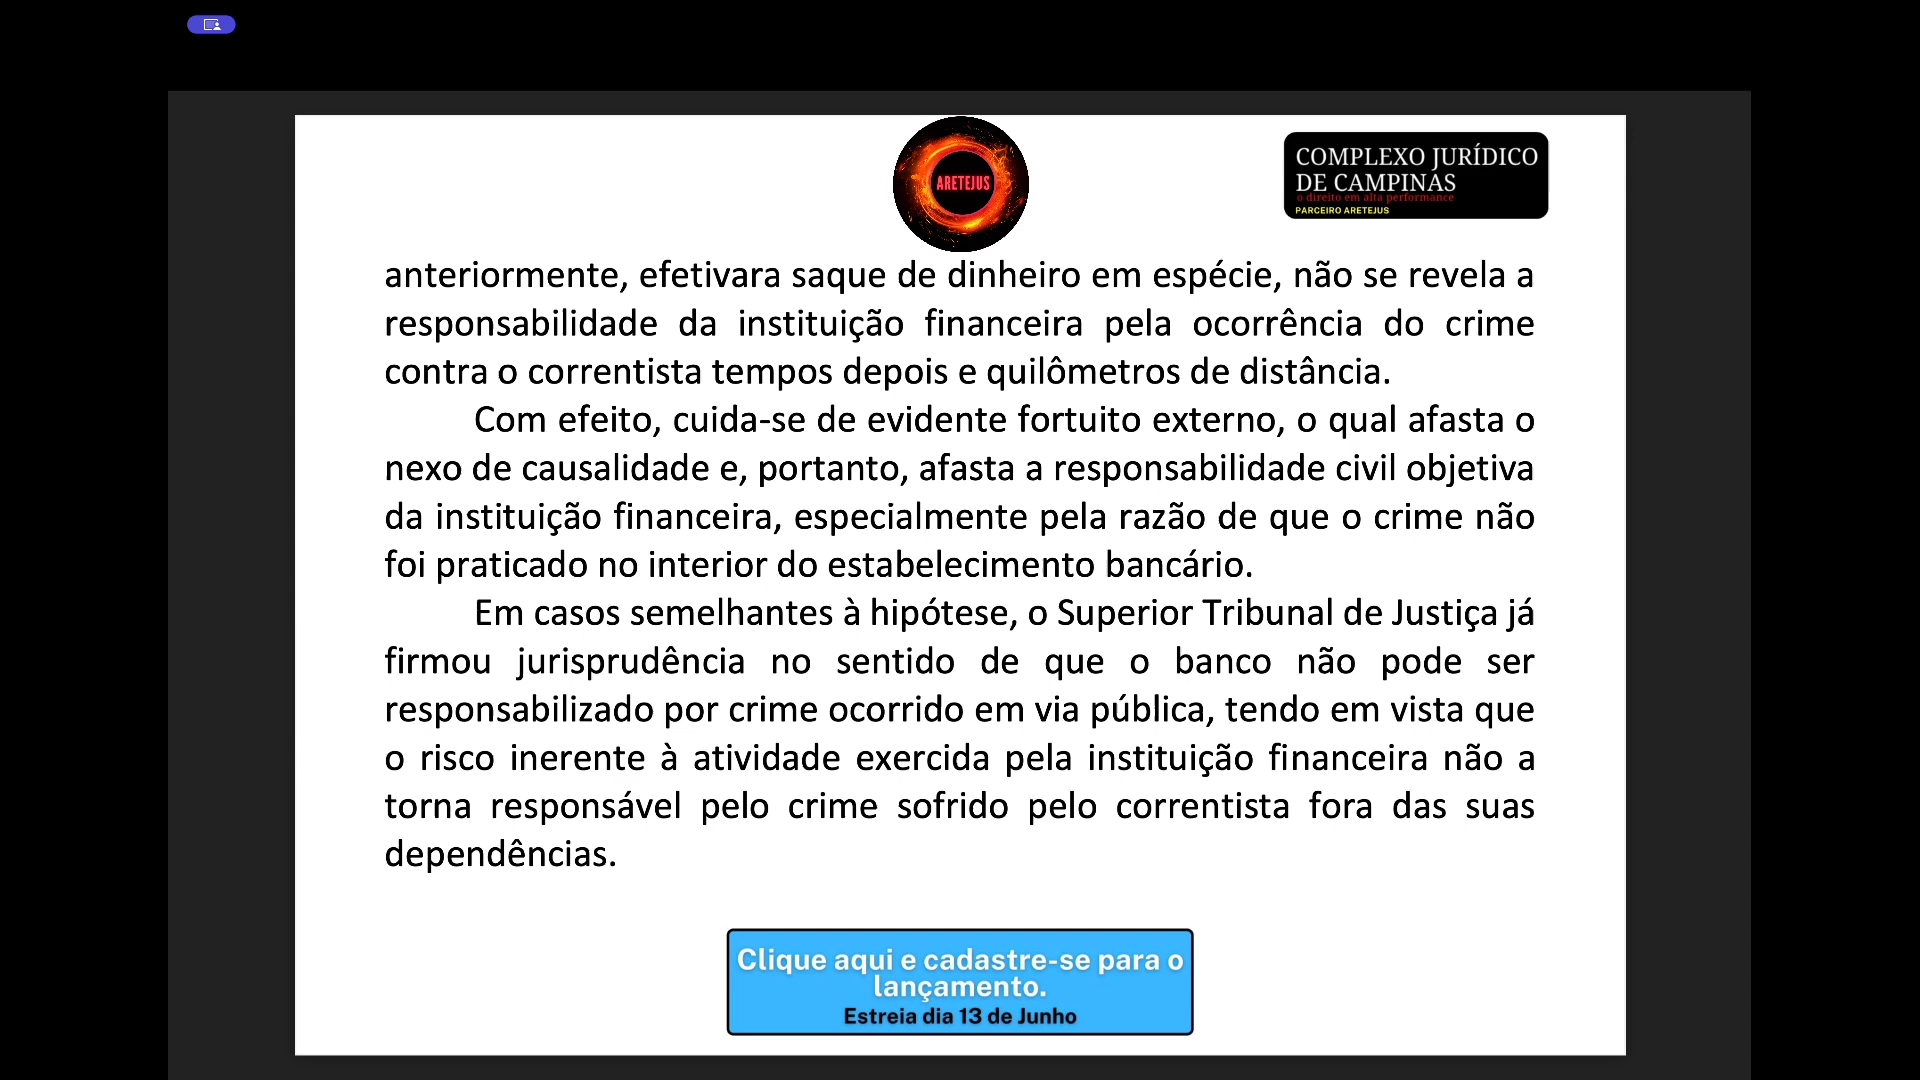 ARETEJUS
COMPLEXO JURÍDICO
DE CAMPINAS
o direito em alta performance
PARCEIRO ARETEJUS
anteriormente, efetivara saque de dinheiro em espécie, não se revela a
responsabilidade da instituição financeira pela ocorrência do crime
contra o correntista tempos depois e quilômetros de distância.
Com efeito, cuida-se de evidente fortuito externo, o qual afasta o
nexo de causalidade e, portanto, afasta a responsabilidade civil objetiva
da instituição financeira, especialmente pela razão de que o crime não
foi praticado no interior do estabelecimento bancário.
Em casos semelhantes à hipótese, o Superior Tribunal de Justiça já
firmou jurisprudência no sentido de que o banco não pode ser
responsabilizado por crime ocorrido em via pública, tendo em vista que
o risco inerente à atividade exercida pela instituição financeira não a
torna responsável pelo crime sofrido pelo correntista fora das suas
dependências.
Clique aqui e cadastre-se para o
lançamento.
Estreia dia 13 de Junho